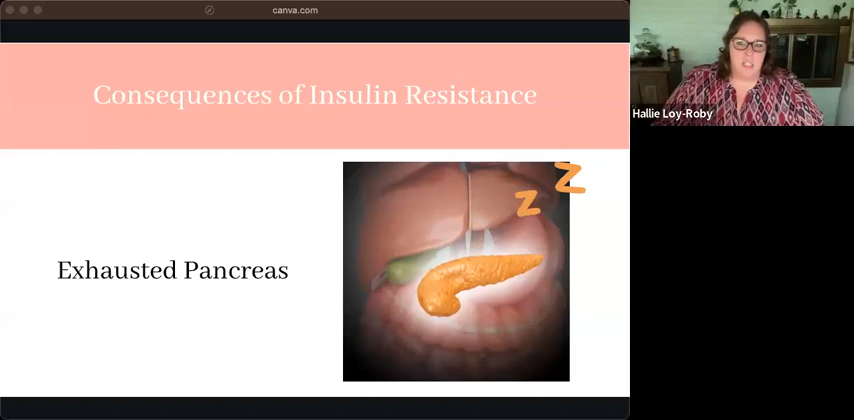 canva.com
Consequences of Insulin Resistance
z
z
Exhausted Pancreas
Hallie Loy-Roby